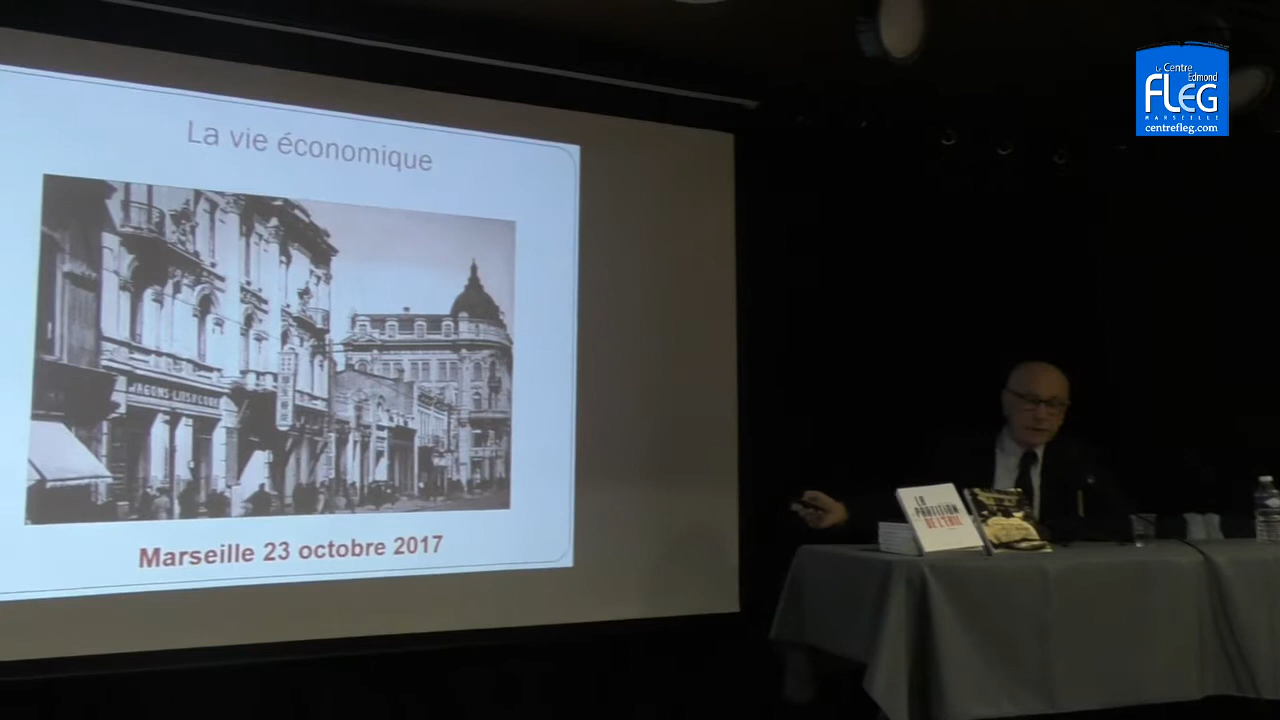 La vie économique
WAGONS-LITS/COOK
Marseille 23 octobre 2017
LA
PARTITION
DE L'EXIL
Le Centre
Edmond
FLEG
MARSEILLE
centrefleg.com